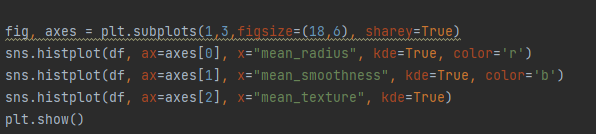 fig, axes = plt.subplots(1,3,figsize=(18,6), sharey=True)
sns.histplot(df, ax=axes[0], x="mean_radius", kde=True, color='r')
sns.histplot(df, ax=axes[1], x="mean_smoothness", kde=True, color='b')
sns.histplot(df, ax=axes[2], x="mean_texture", kde=True)
plt.show()